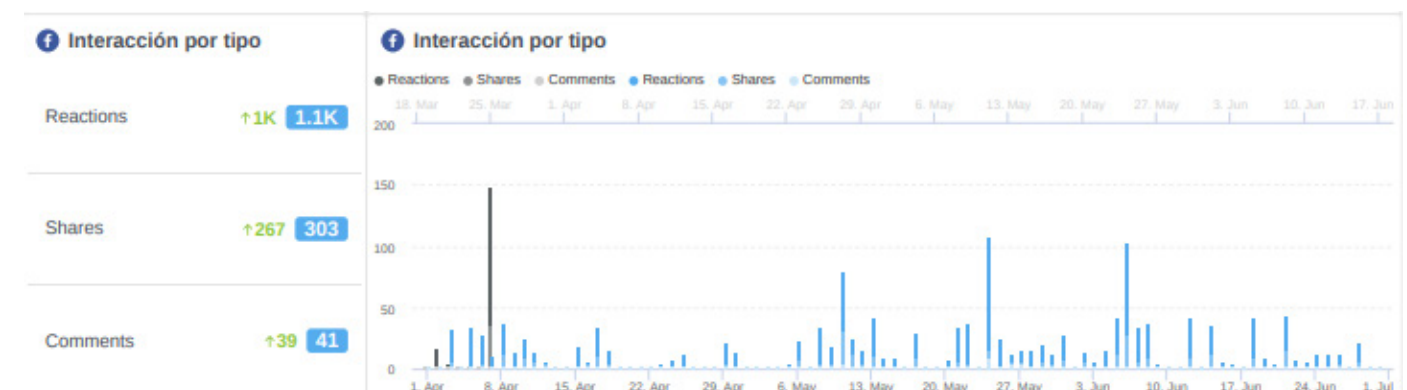 Interacción por tipo
Reactions ↑1K 1.1K
Shares ↑267 303
Comments ↑39 41
Interacción por tipo
Reactions Shares Comments Reactions Shares Comments
18. Mar 25. Mar 1. Apr 8. Apr 15. Apr 22. Apr 29. Apr 6. May 13. May 20. May 27. May 3. Jun 10. Jun 17. Jun
200
150
100
50
0
1. Apr 8. Apr 15. Apr 22. Apr 29. Apr 6. May 13. May 20. May 27. May 3. Jun 10. Jun 17. Jun 24. Jun 1. Jul